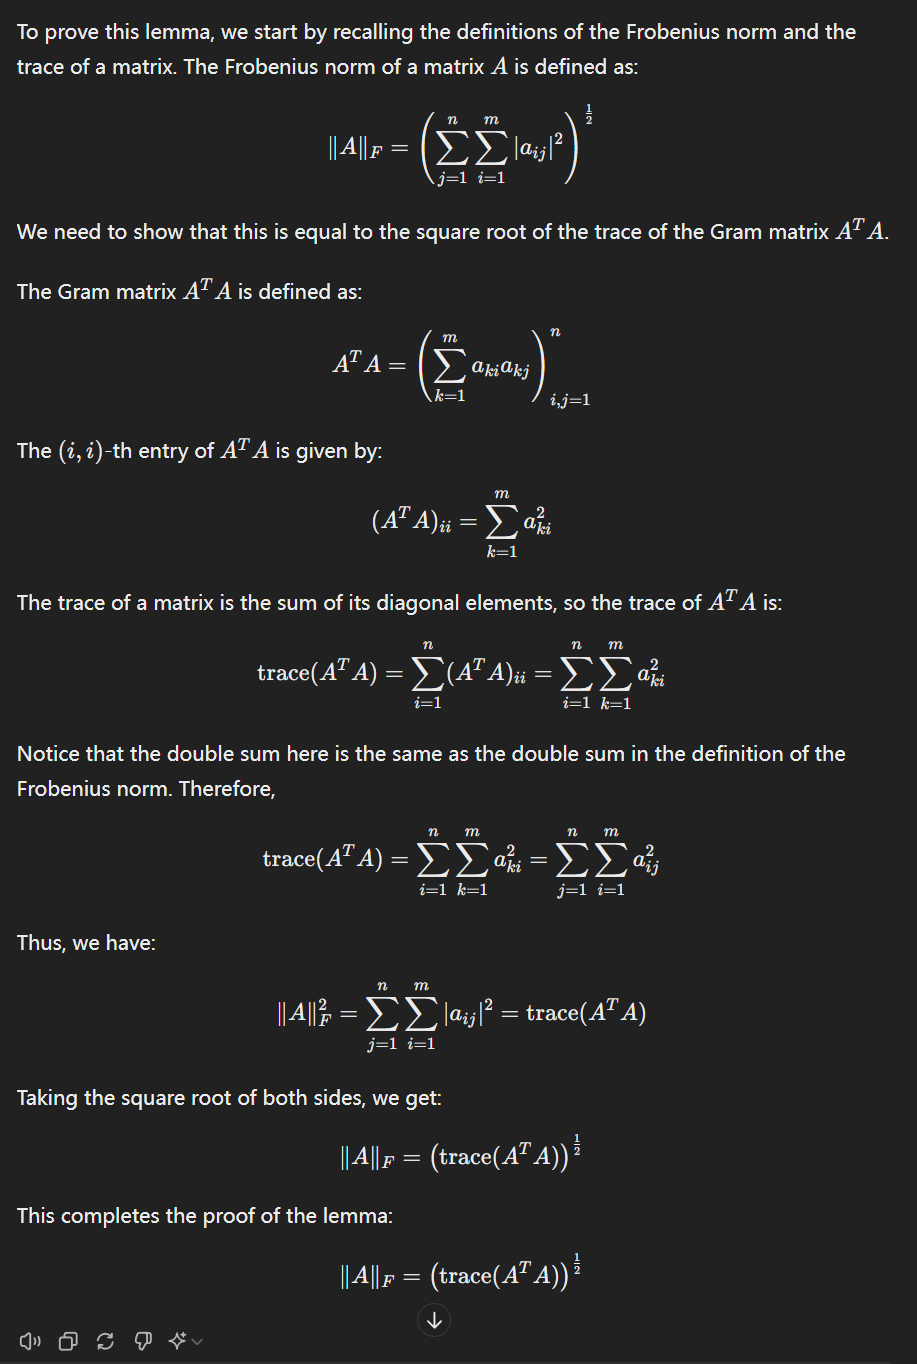 To prove this lemma, we start by recalling the definitions of the Frobenius norm and the
trace of a matrix. The Frobenius norm of a matrix A is defined as:
‖A‖_F = (∑_{j=1}^{n} ∑_{i=1}^{m} |a_{ij}|²)^{1/2}
We need to show that this is equal to the square root of the trace of the Gram matrix A^T A.
The Gram matrix A^T A is defined as:
A^T A = (∑_{k=1}^{m} a_{ki} a_{kj})_{i,j=1}^{n}
The (i, i)-th entry of A^T A is given by:
(A^T A)_{ii} = ∑_{k=1}^{m} a_{ki}^2
The trace of a matrix is the sum of its diagonal elements, so the trace of A^T A is:
trace(A^T A) = ∑_{i=1}^{n} (A^T A)_{ii} = ∑_{i=1}^{n} ∑_{k=1}^{m} a_{ki}^2
Notice that the double sum here is the same as the double sum in the definition of the
Frobenius norm. Therefore,
trace(A^T A) = ∑_{i=1}^{n} ∑_{k=1}^{m} a_{ki}^2 = ∑_{j=1}^{n} ∑_{i=1}^{m} a_{ij}^2
Thus, we have:
‖A‖_F^2 = ∑_{j=1}^{n} ∑_{i=1}^{m} |a_{ij}|² = trace(A^T A)
Taking the square root of both sides, we get:
‖A‖_F = (trace(A^T A))^{1/2}
This completes the proof of the lemma:
‖A‖_F = (trace(A^T A))^{1/2}